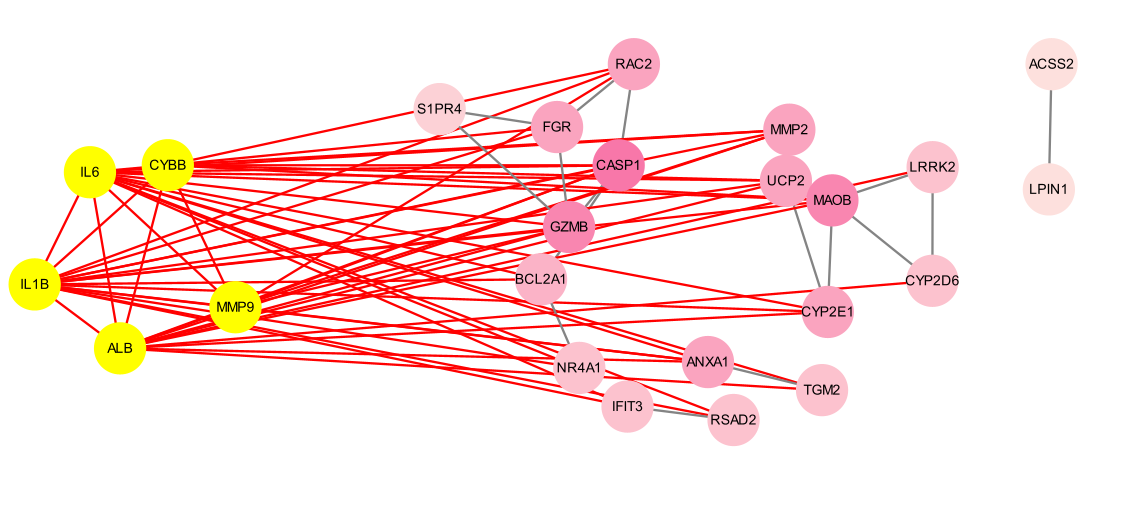 RAC2
ACSS2
S1PR4
FGR
MMP2
CYBB
CASP1
LRRK2
IL6
UCP2
LPIN1
MAOB
GZMB
BCL2A1
CYP2D6
IL1B
MMP9
CYP2E1
ALB
ANXA1
NR4A1
TGM2
IFIT3
RSAD2